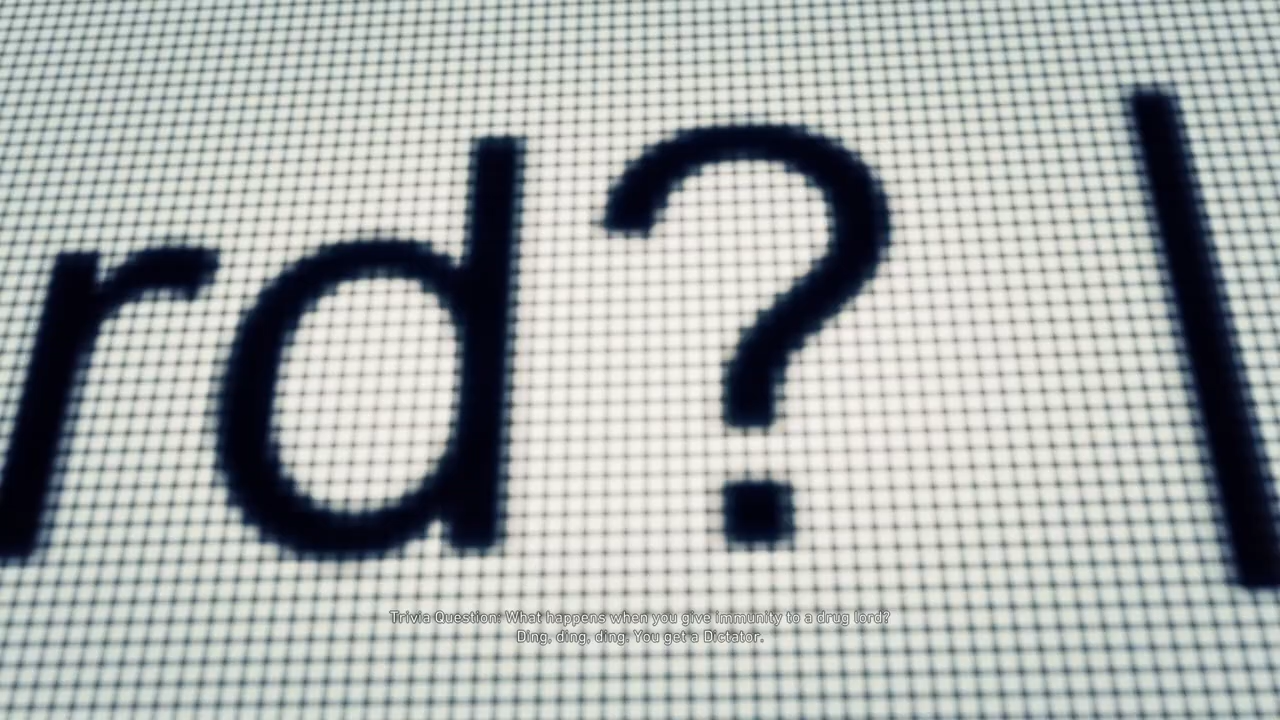 rd? |
Trivia Question: What happens when you give immunity to a drug lord?
Ding, ding, ding. You get a Dictator.